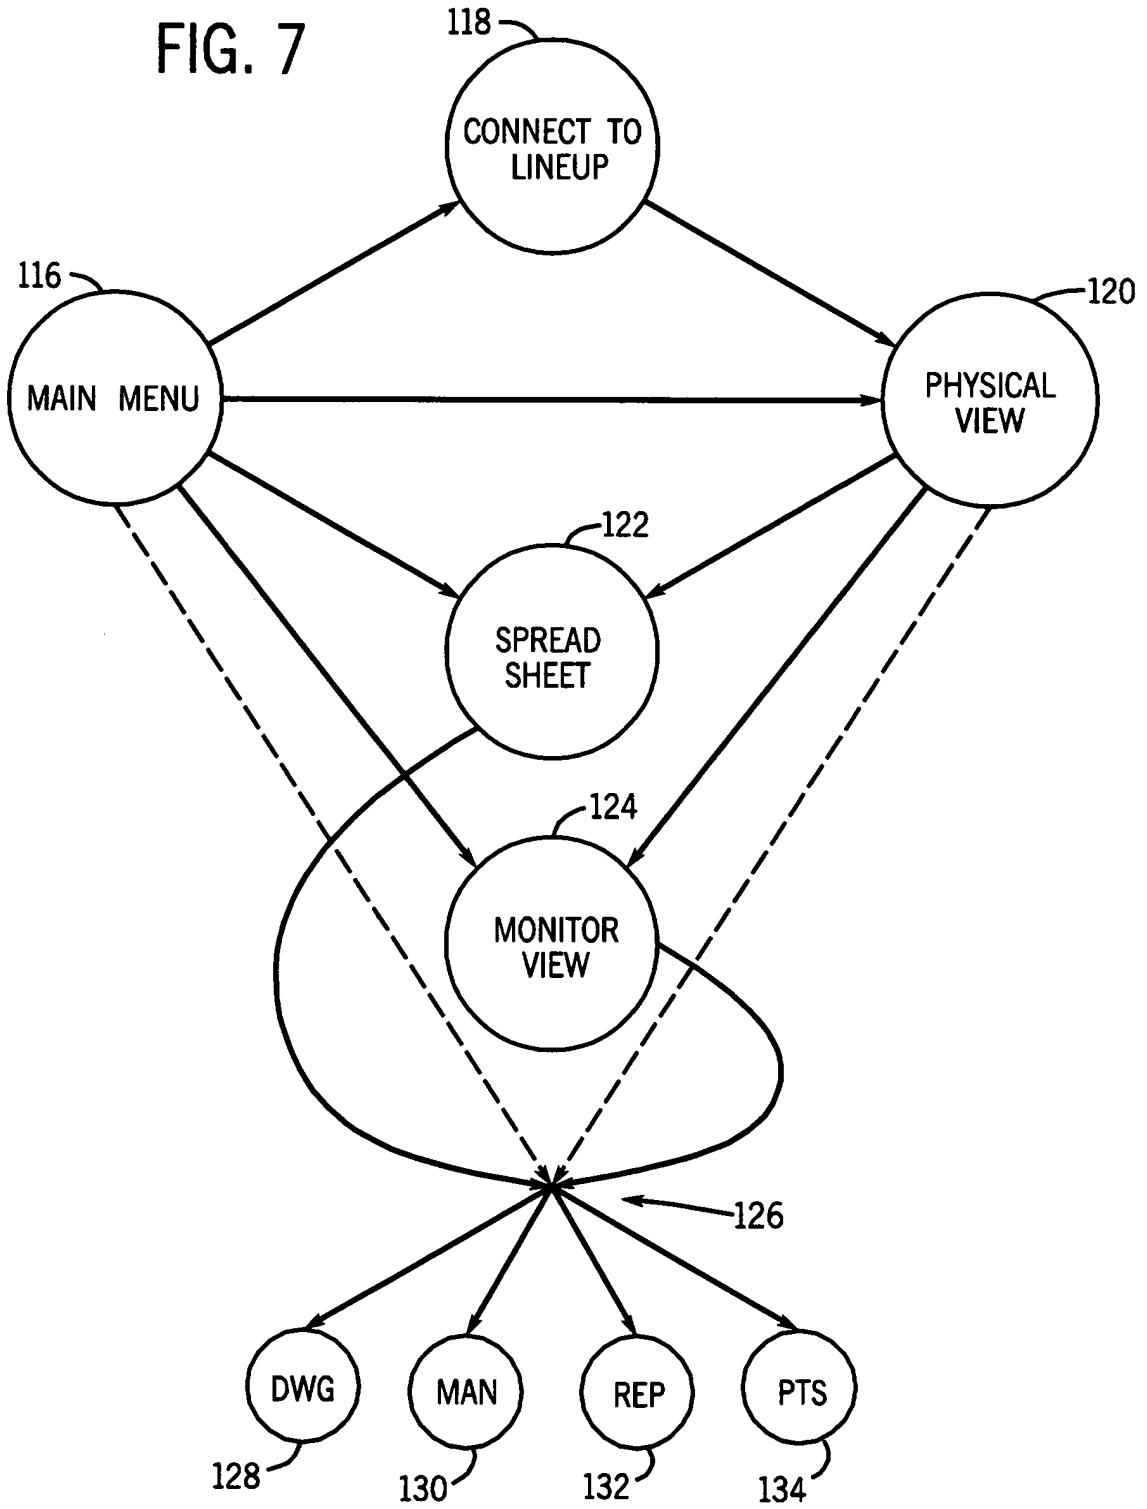 FIG. 7
118
CONNECT TO
LINEUP
116
MAIN MENU
120
PHYSICAL
VIEW
122
SPREAD
SHEET
124
MONITOR
VIEW
126
DWG
MAN
REP
PTS
128
130
132
134